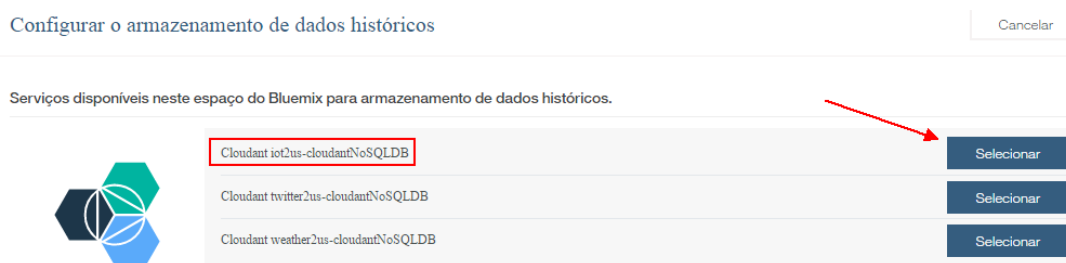 Configurar o armazenamento de dados históricos
Cancelar
Serviços disponíveis neste espaço do Bluemix para armazenamento de dados históricos.
Cloudant iot2us-cloudantNoSQLDB
Selecionar
Cloudant twitter2us-cloudantNoSQLDB
Selecionar
Cloudant weather2us-cloudantNoSQLDB
Selecionar